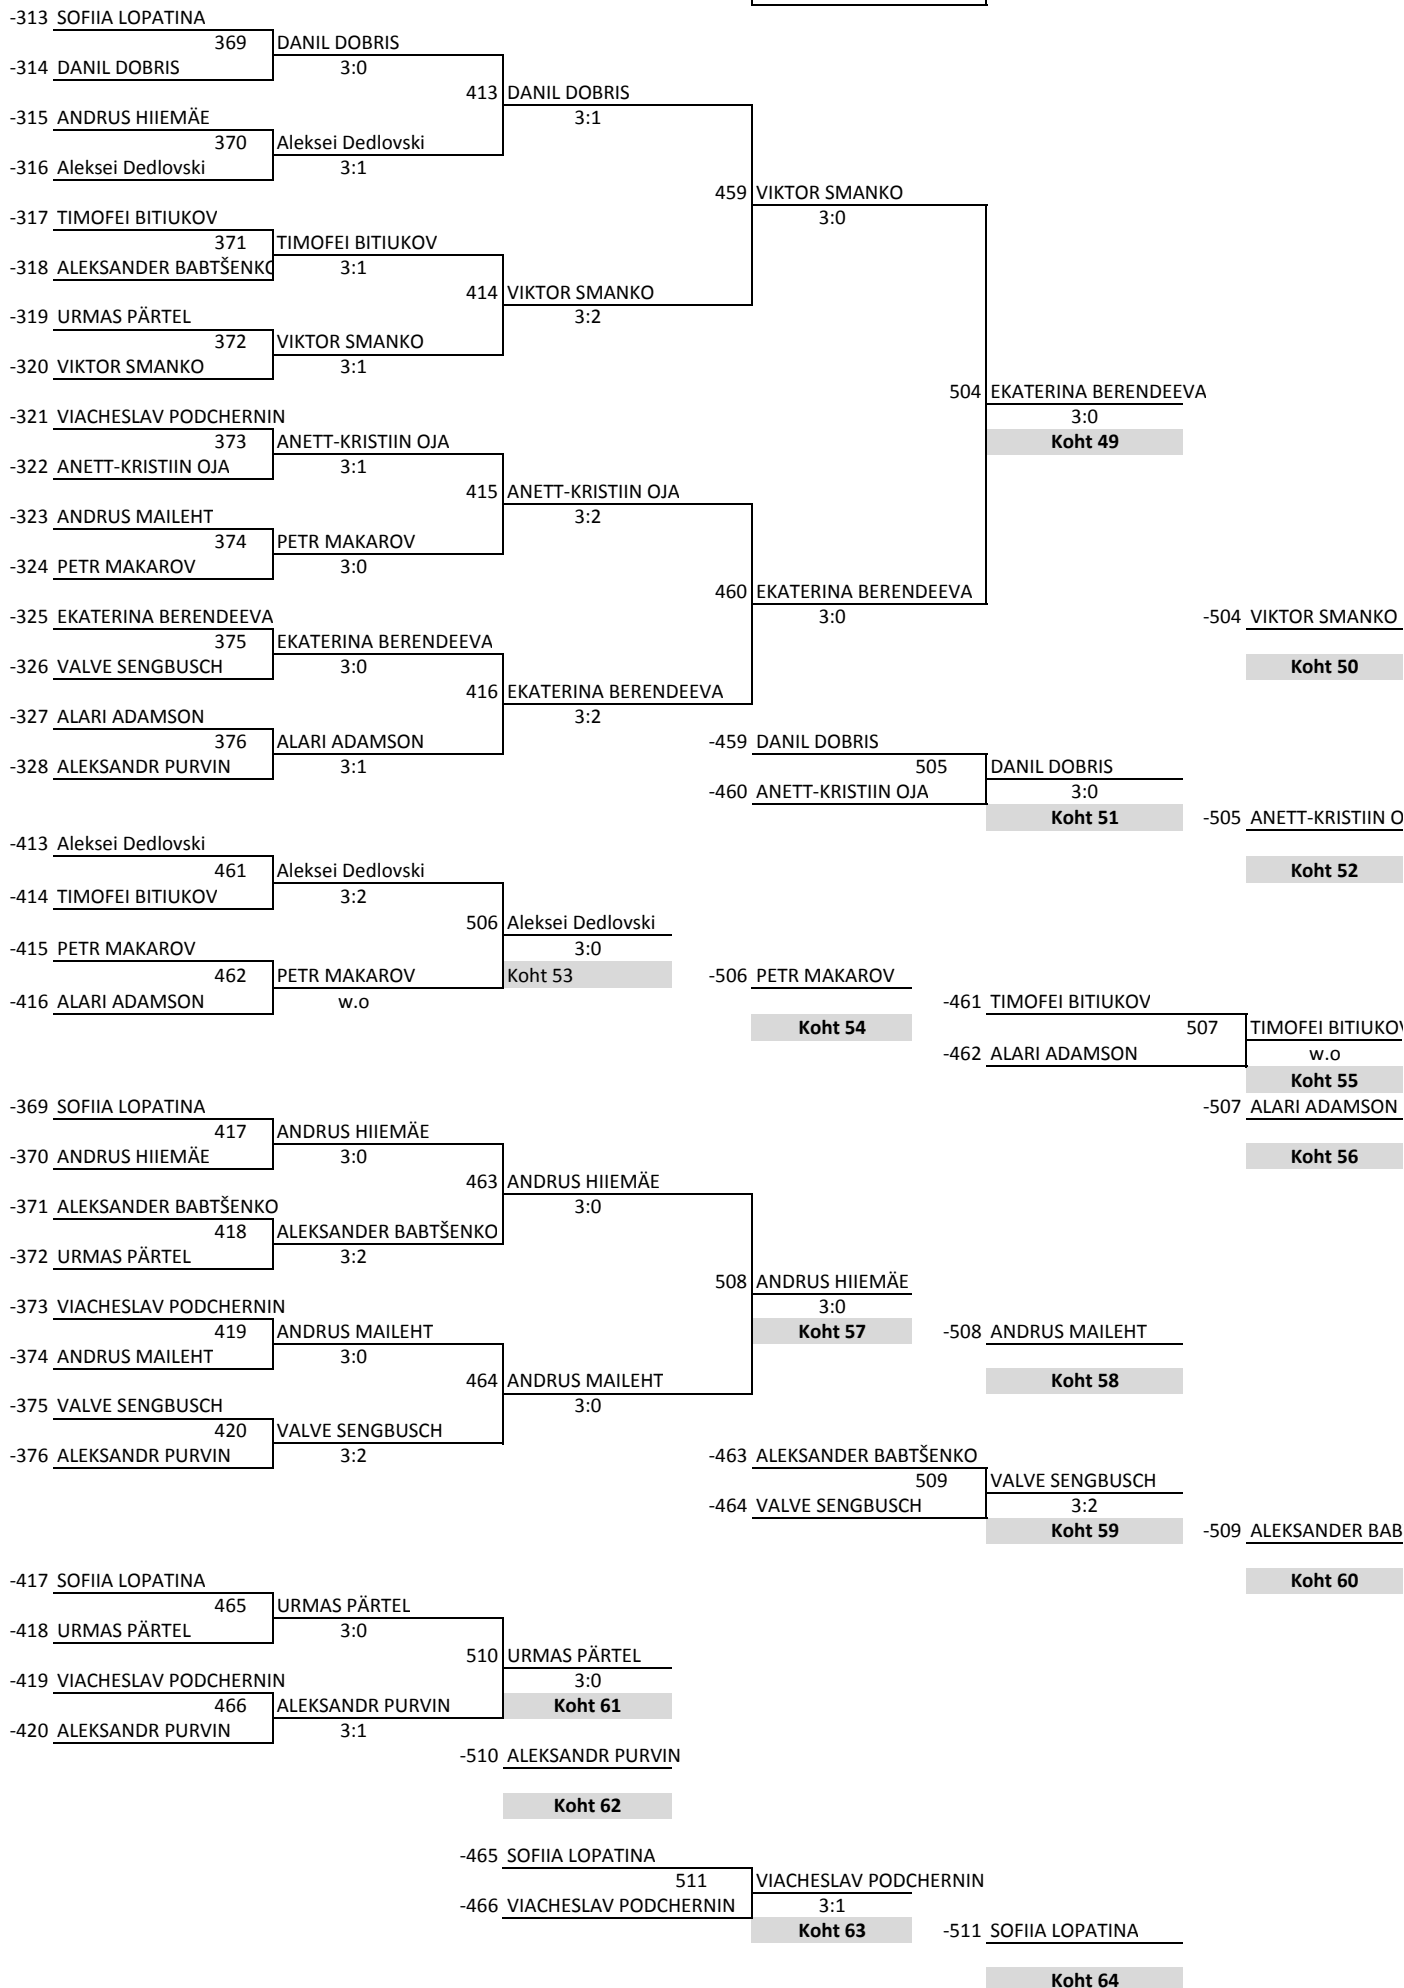 -313 SOFIIA LOPATINA
369 DANIL DOBRIS
-314 DANIL DOBRIS 3:0
413 DANIL DOBRIS
-315 ANDRUS HIIEMÄE 3:1
370 Aleksei Dedlovski
-316 Aleksei Dedlovski 3:1
459 VIKTOR SMANKO
-317 TIMOFEI BITIUKOV 3:0
371 TIMOFEI BITIUKOV
-318 ALEKSANDER BABTŠENKO 3:1
414 VIKTOR SMANKO
-319 URMAS PÄRTEL 3:2
372 VIKTOR SMANKO
-320 VIKTOR SMANKO 3:1
504 EKATERINA BERENDEEVA
-321 VIACHESLAV PODCHERNIN 3:0
373 ANETT-KRISTIIN OJA Koht 49
-322 ANETT-KRISTIIN OJA 3:1
415 ANETT-KRISTIIN OJA
-323 ANDRUS MAILEHT 3:2
374 PETR MAKAROV
-324 PETR MAKAROV 3:0
460 EKATERINA BERENDEEVA
-325 EKATERINA BERENDEEVA 3:0 -504 VIKTOR SMANKO
375 EKATERINA BERENDEEVA
-326 VALVE SENGBUSCH 3:0 Koht 50
416 EKATERINA BERENDEEVA
-327 ALARI ADAMSON 3:2
376 ALARI ADAMSON -459 DANIL DOBRIS
-328 ALEKSANDR PURVIN 3:1 505 DANIL DOBRIS
-460 ANETT-KRISTIIN OJA 3:0
Koht 51 -505 ANETT-KRISTIIN O
-413 Aleksei Dedlovski
461 Aleksei Dedlovski Koht 52
-414 TIMOFEI BITIUKOV 3:2
506 Aleksei Dedlovski
-415 PETR MAKAROV 3:0
462 PETR MAKAROV Koht 53 -506 PETR MAKAROV
-416 ALARI ADAMSON w.o -461 TIMOFEI BITIUKOV
Koht 54 507 TIMOFEI BITIUKOV
-462 ALARI ADAMSON w.o
Koht 55
-369 SOFIIA LOPATINA -507 ALARI ADAMSON
417 ANDRUS HIIEMÄE
-370 ANDRUS HIIEMÄE 3:0 Koht 56
463 ANDRUS HIIEMÄE
-371 ALEKSANDER BABTŠENKO 3:0
418 ALEKSANDER BABTŠENKO
-372 URMAS PÄRTEL 3:2
508 ANDRUS HIIEMÄE
-373 VIACHESLAV PODCHERNIN 3:0
419 ANDRUS MAILEHT Koht 57 -508 ANDRUS MAILEHT
-374 ANDRUS MAILEHT 3:0
464 ANDRUS MAILEHT Koht 58
-375 VALVE SENGBUSCH 3:0
420 VALVE SENGBUSCH
-376 ALEKSANDR PURVIN 3:2 -463 ALEKSANDER BABTŠENKO
509 VALVE SENGBUSCH
-464 VALVE SENGBUSCH 3:2
Koht 59 -509 ALEKSANDER BAB
-417 SOFIIA LOPATINA Koht 60
465 URMAS PÄRTEL
-418 URMAS PÄRTEL 3:0
510 URMAS PÄRTEL
-419 VIACHESLAV PODCHERNIN 3:0
466 ALEKSANDR PURVIN Koht 61
-420 ALEKSANDR PURVIN 3:1
-510 ALEKSANDR PURVIN
Koht 62
-465 SOFIIA LOPATINA
511 VIACHESLAV PODCHERNIN
-466 VIACHESLAV PODCHERNIN 3:1
Koht 63 -511 SOFIIA LOPATINA
Koht 64